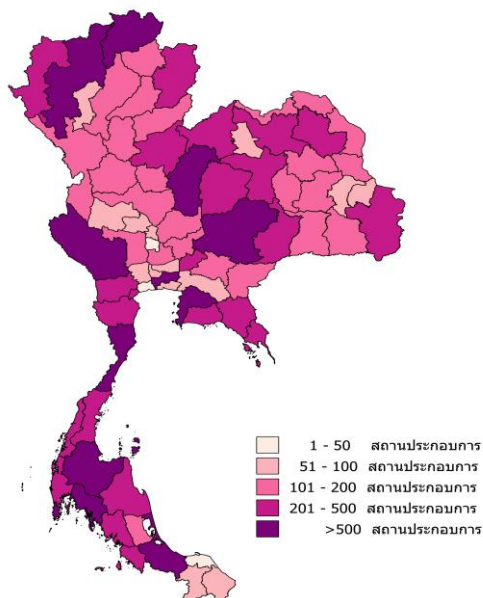 1 - 50 สถานประกอบการ
51 - 100 สถานประกอบการ
101 - 200 สถานประกอบการ
201 - 500 สถานประกอบการ
>500 สถานประกอบการ